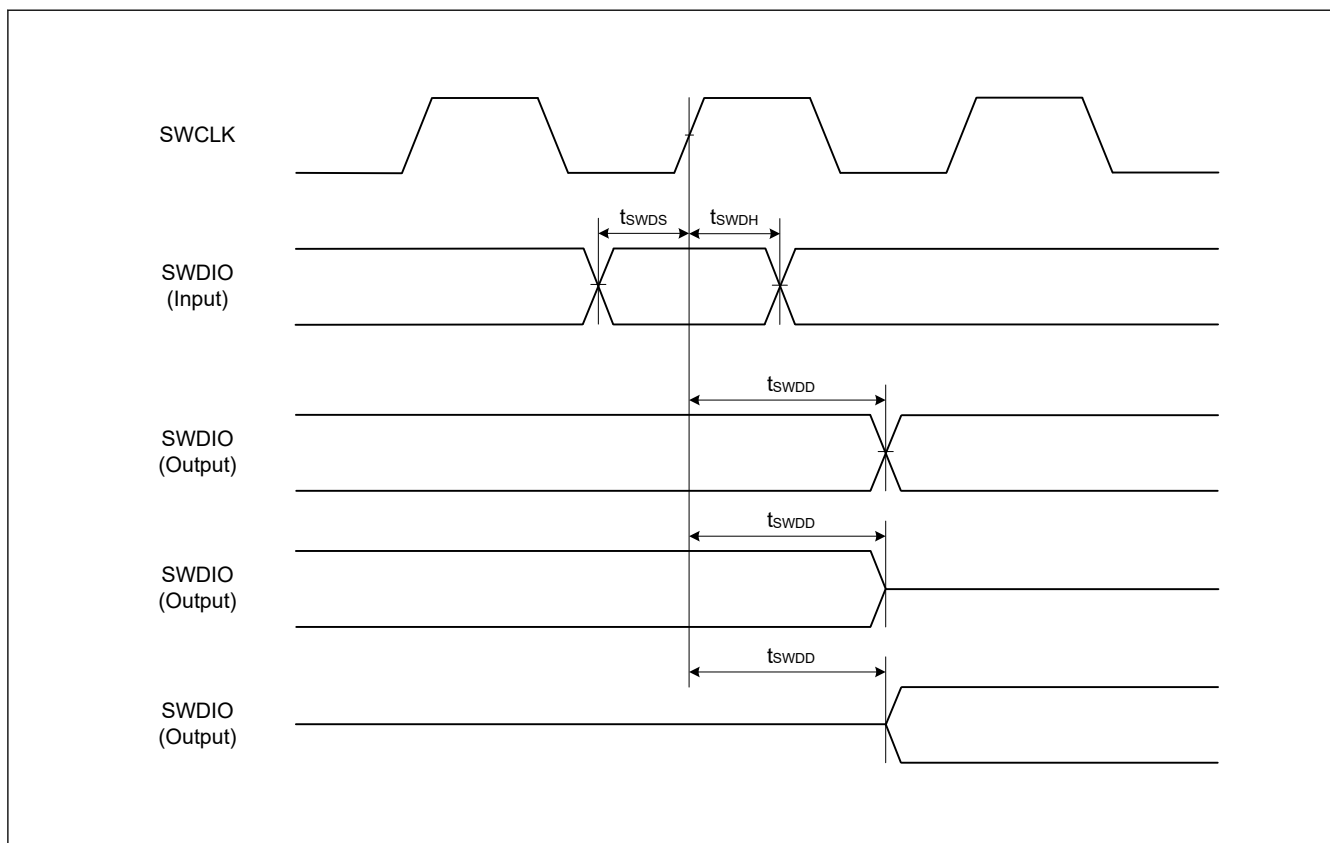 SWCLK
tSWDS
tSWDH
SWDIO
(Input)
tSWDD
SWDIO
(Output)
tSWDD
SWDIO
(Output)
tSWDD
SWDIO
(Output)